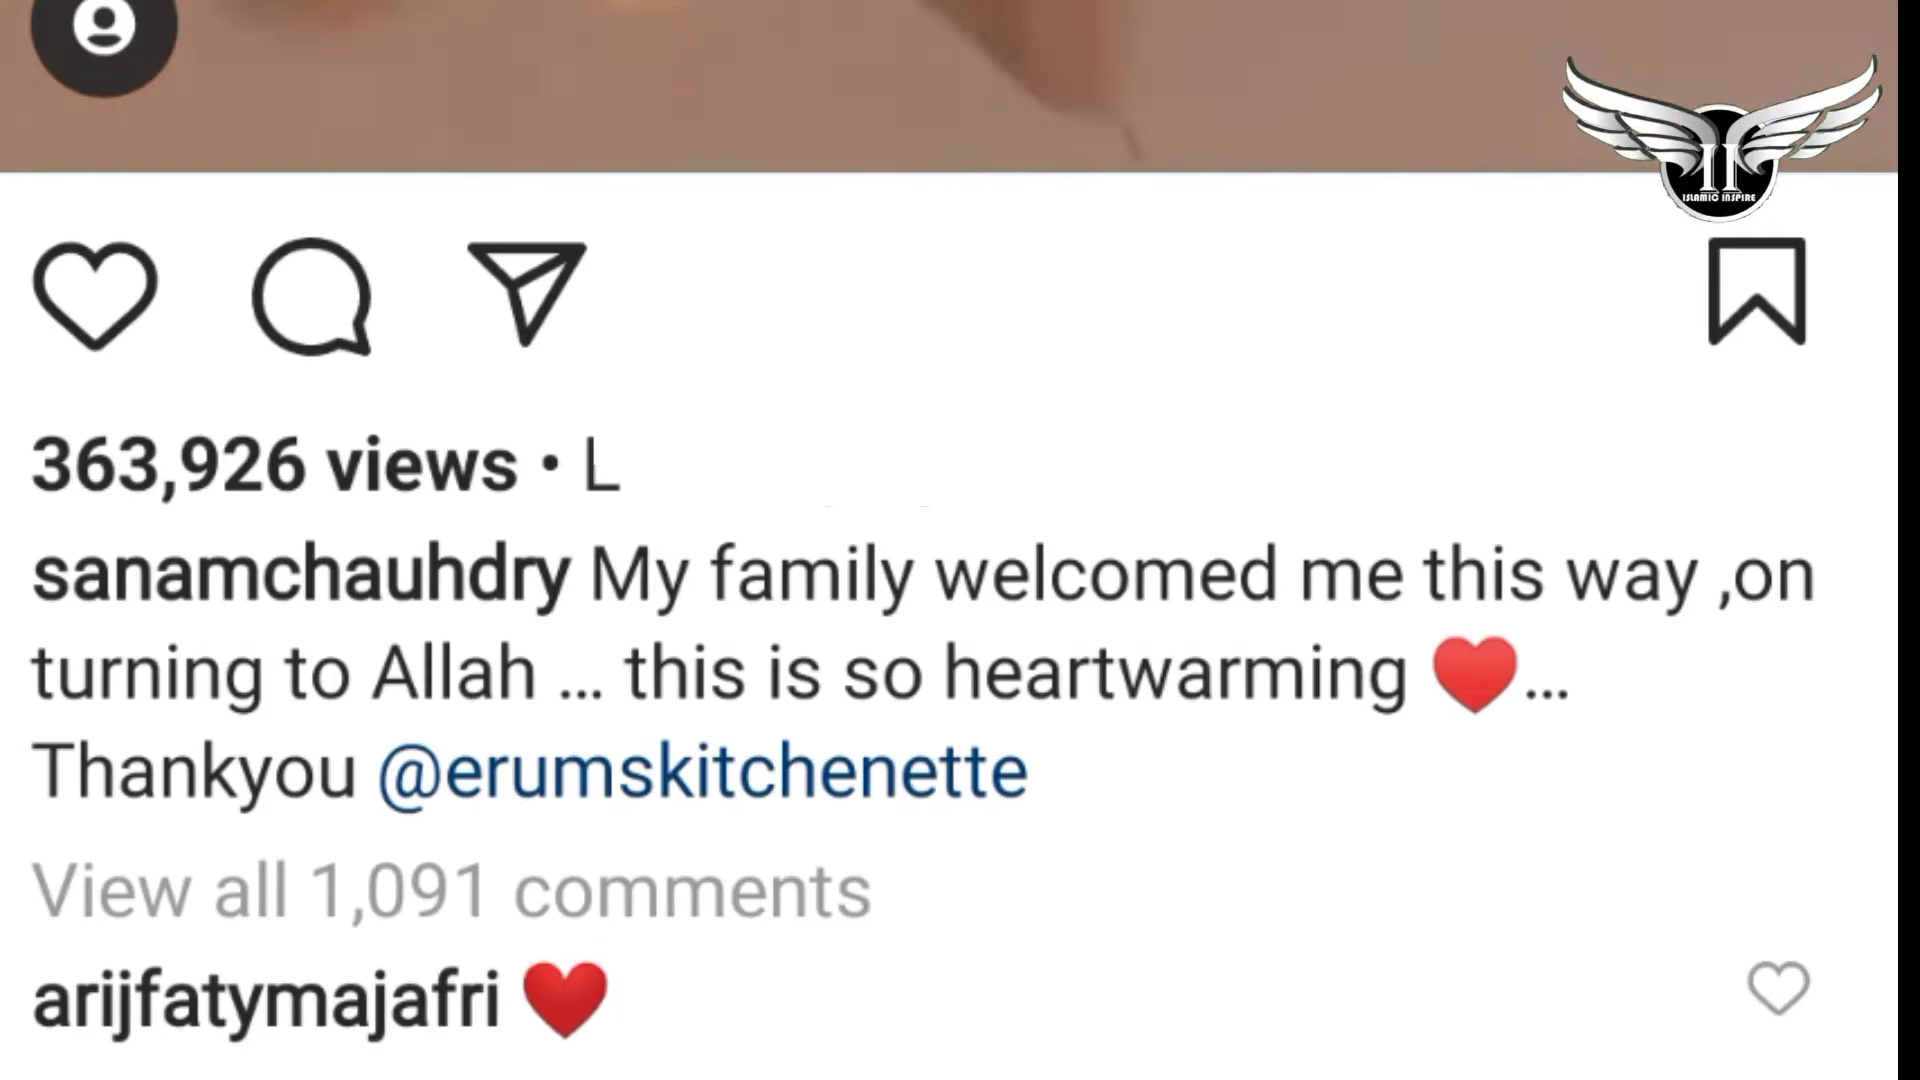 II
ISLAMIC INSPIRE
363,926 views • L
sanamchauhdry My family welcomed me this way ,on
turning to Allah ... this is so heartwarming ❤️...
Thankyou @erumskitchenette
View all 1,091 comments
arijfatymajafri ❤️